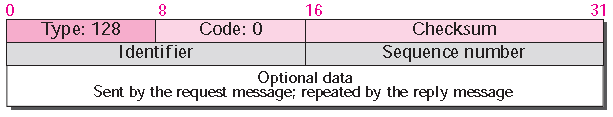 0 8 16 31
Type: 128 Code: 0 Checksum
Identifier Sequence number
Optional data
Sent by the request message; repeated by the reply message